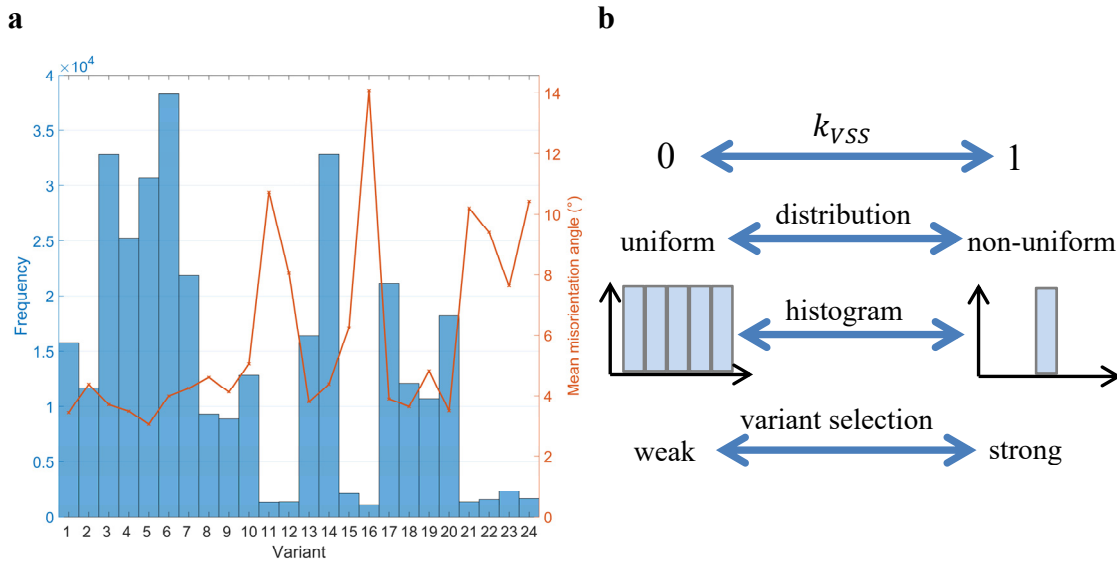 a
×10⁴
4
3.5
3
2.5
2
1.5
1
0.5
0
Frequency
14
12
10
8
6
4
2
0
Mean misorientation angle (°)
1 2 3 4 5 6 7 8 9 10 11 12 13 14 15 16 17 18 19 20 21 22 23 24
Variant
b
k_VSS
0 1
distribution
uniform non-uniform
histogram
variant selection
weak strong